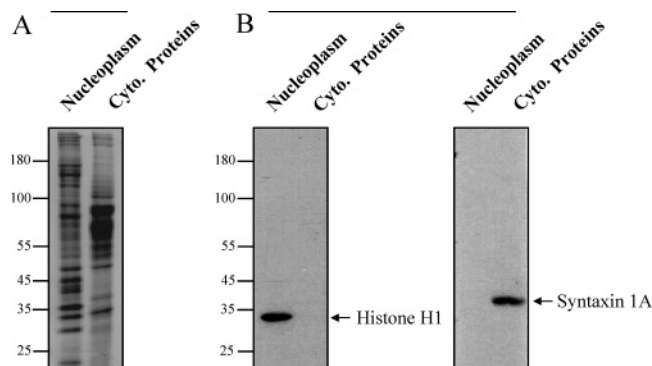 A
B
Nucleoplasm
Cyto. Proteins
Nucleoplasm
Cyto. Proteins
Nucleoplasm
Cyto. Proteins
180
100
55
45
35
25
180
100
55
45
35
25
Histone H1
Syntaxin 1A